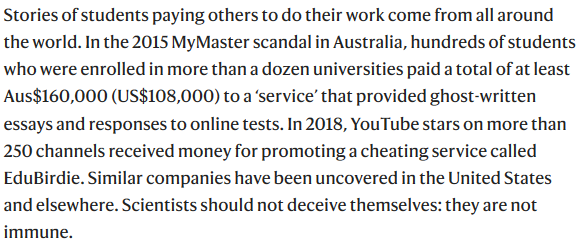 Stories of students paying others to do their work come from all around
the world. In the 2015 MyMaster scandal in Australia, hundreds of students
who were enrolled in more than a dozen universities paid a total of at least
Aus$160,000 (US$108,000) to a ‘service’ that provided ghost-written
essays and responses to online tests. In 2018, YouTube stars on more than
250 channels received money for promoting a cheating service called
EduBirdie. Similar companies have been uncovered in the United States
and elsewhere. Scientists should not deceive themselves: they are not
immune.